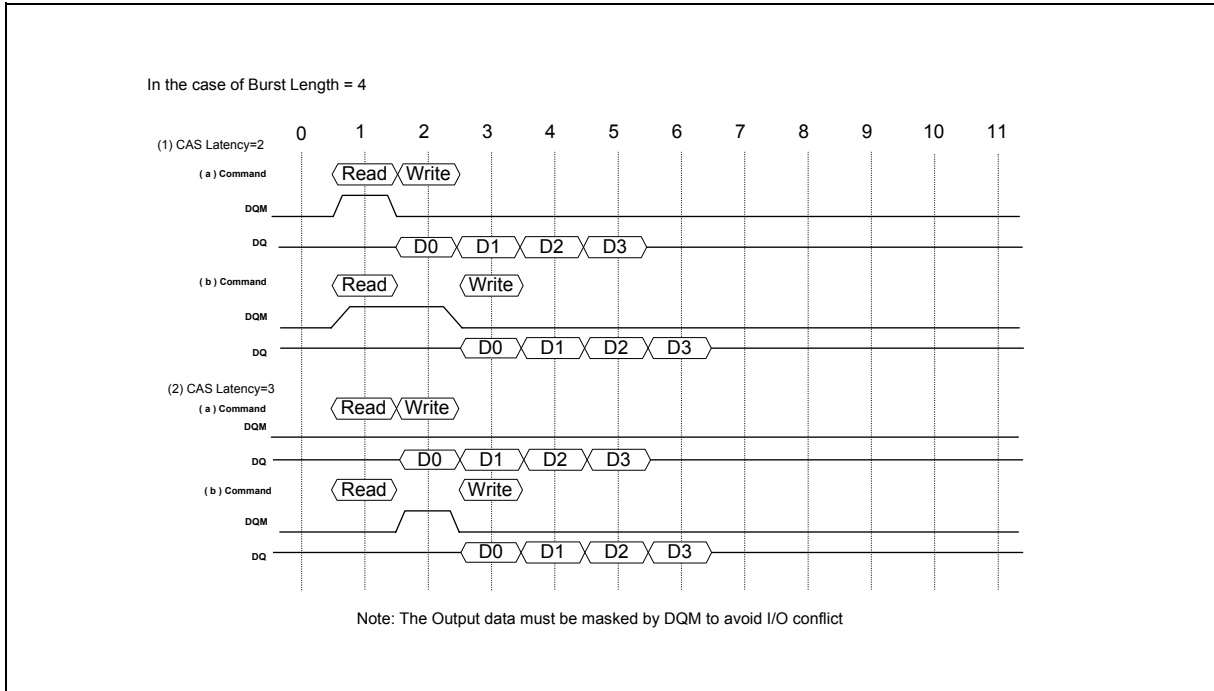 In the case of Burst Length = 4
0 1 2 3 4 5 6 7 8 9 10 11
(1) CAS Latency=2
( a ) Command Read Write
DQM
DQ D0 D1 D2 D3
( b ) Command Read Write
DQM
DQ D0 D1 D2 D3
(2) CAS Latency=3
( a ) Command Read Write
DQM
DQ D0 D1 D2 D3
( b ) Command Read Write
DQM
DQ D0 D1 D2 D3
Note: The Output data must be masked by DQM to avoid I/O conflict